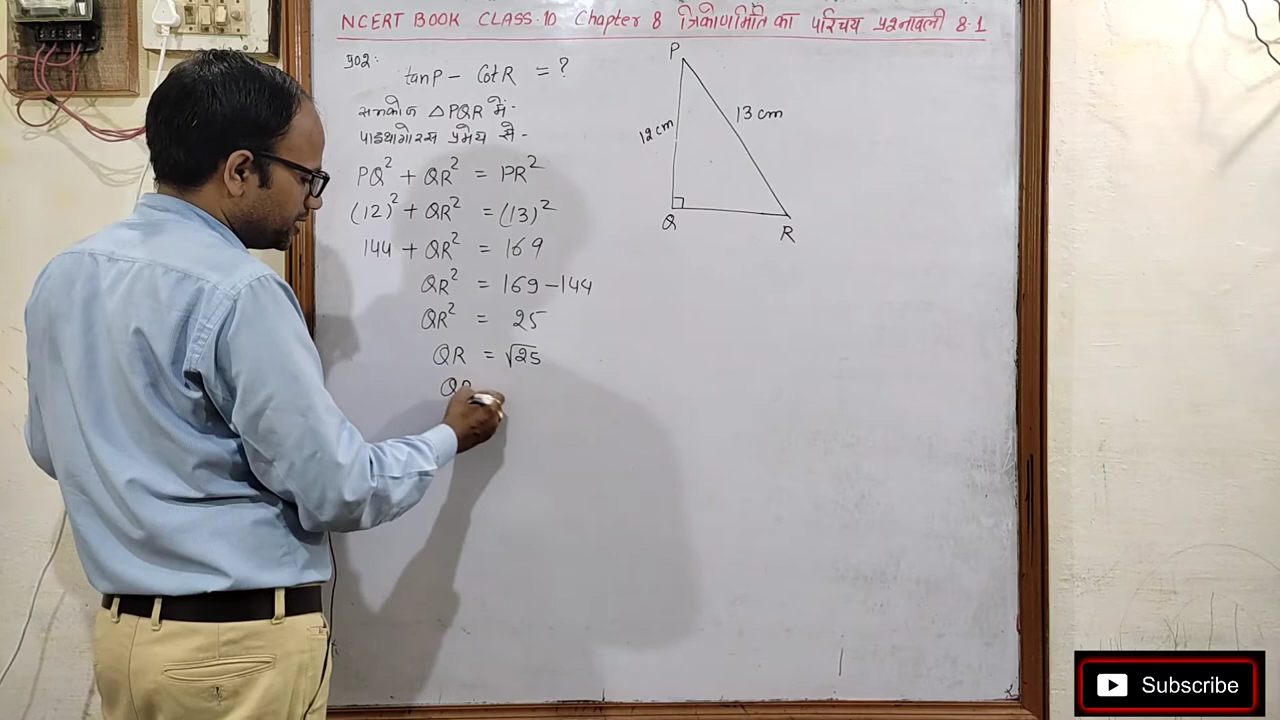 NCERT BOOK CLASS-10 Chapter 8 त्रिकोणमिति का परिचय प्रश्नावली 8.1
प्र02:
tanP - CotR = ?
समकोण △PQR में-
पाइथागोरस प्रमेय से-
PQ² + QR² = PR²
(12)² + QR² = (13)²
144 + QR² = 169
QR² = 169-144
QR² = 25
QR = √25
QR
P
12 cm
13 cm
Q
R
Subscribe